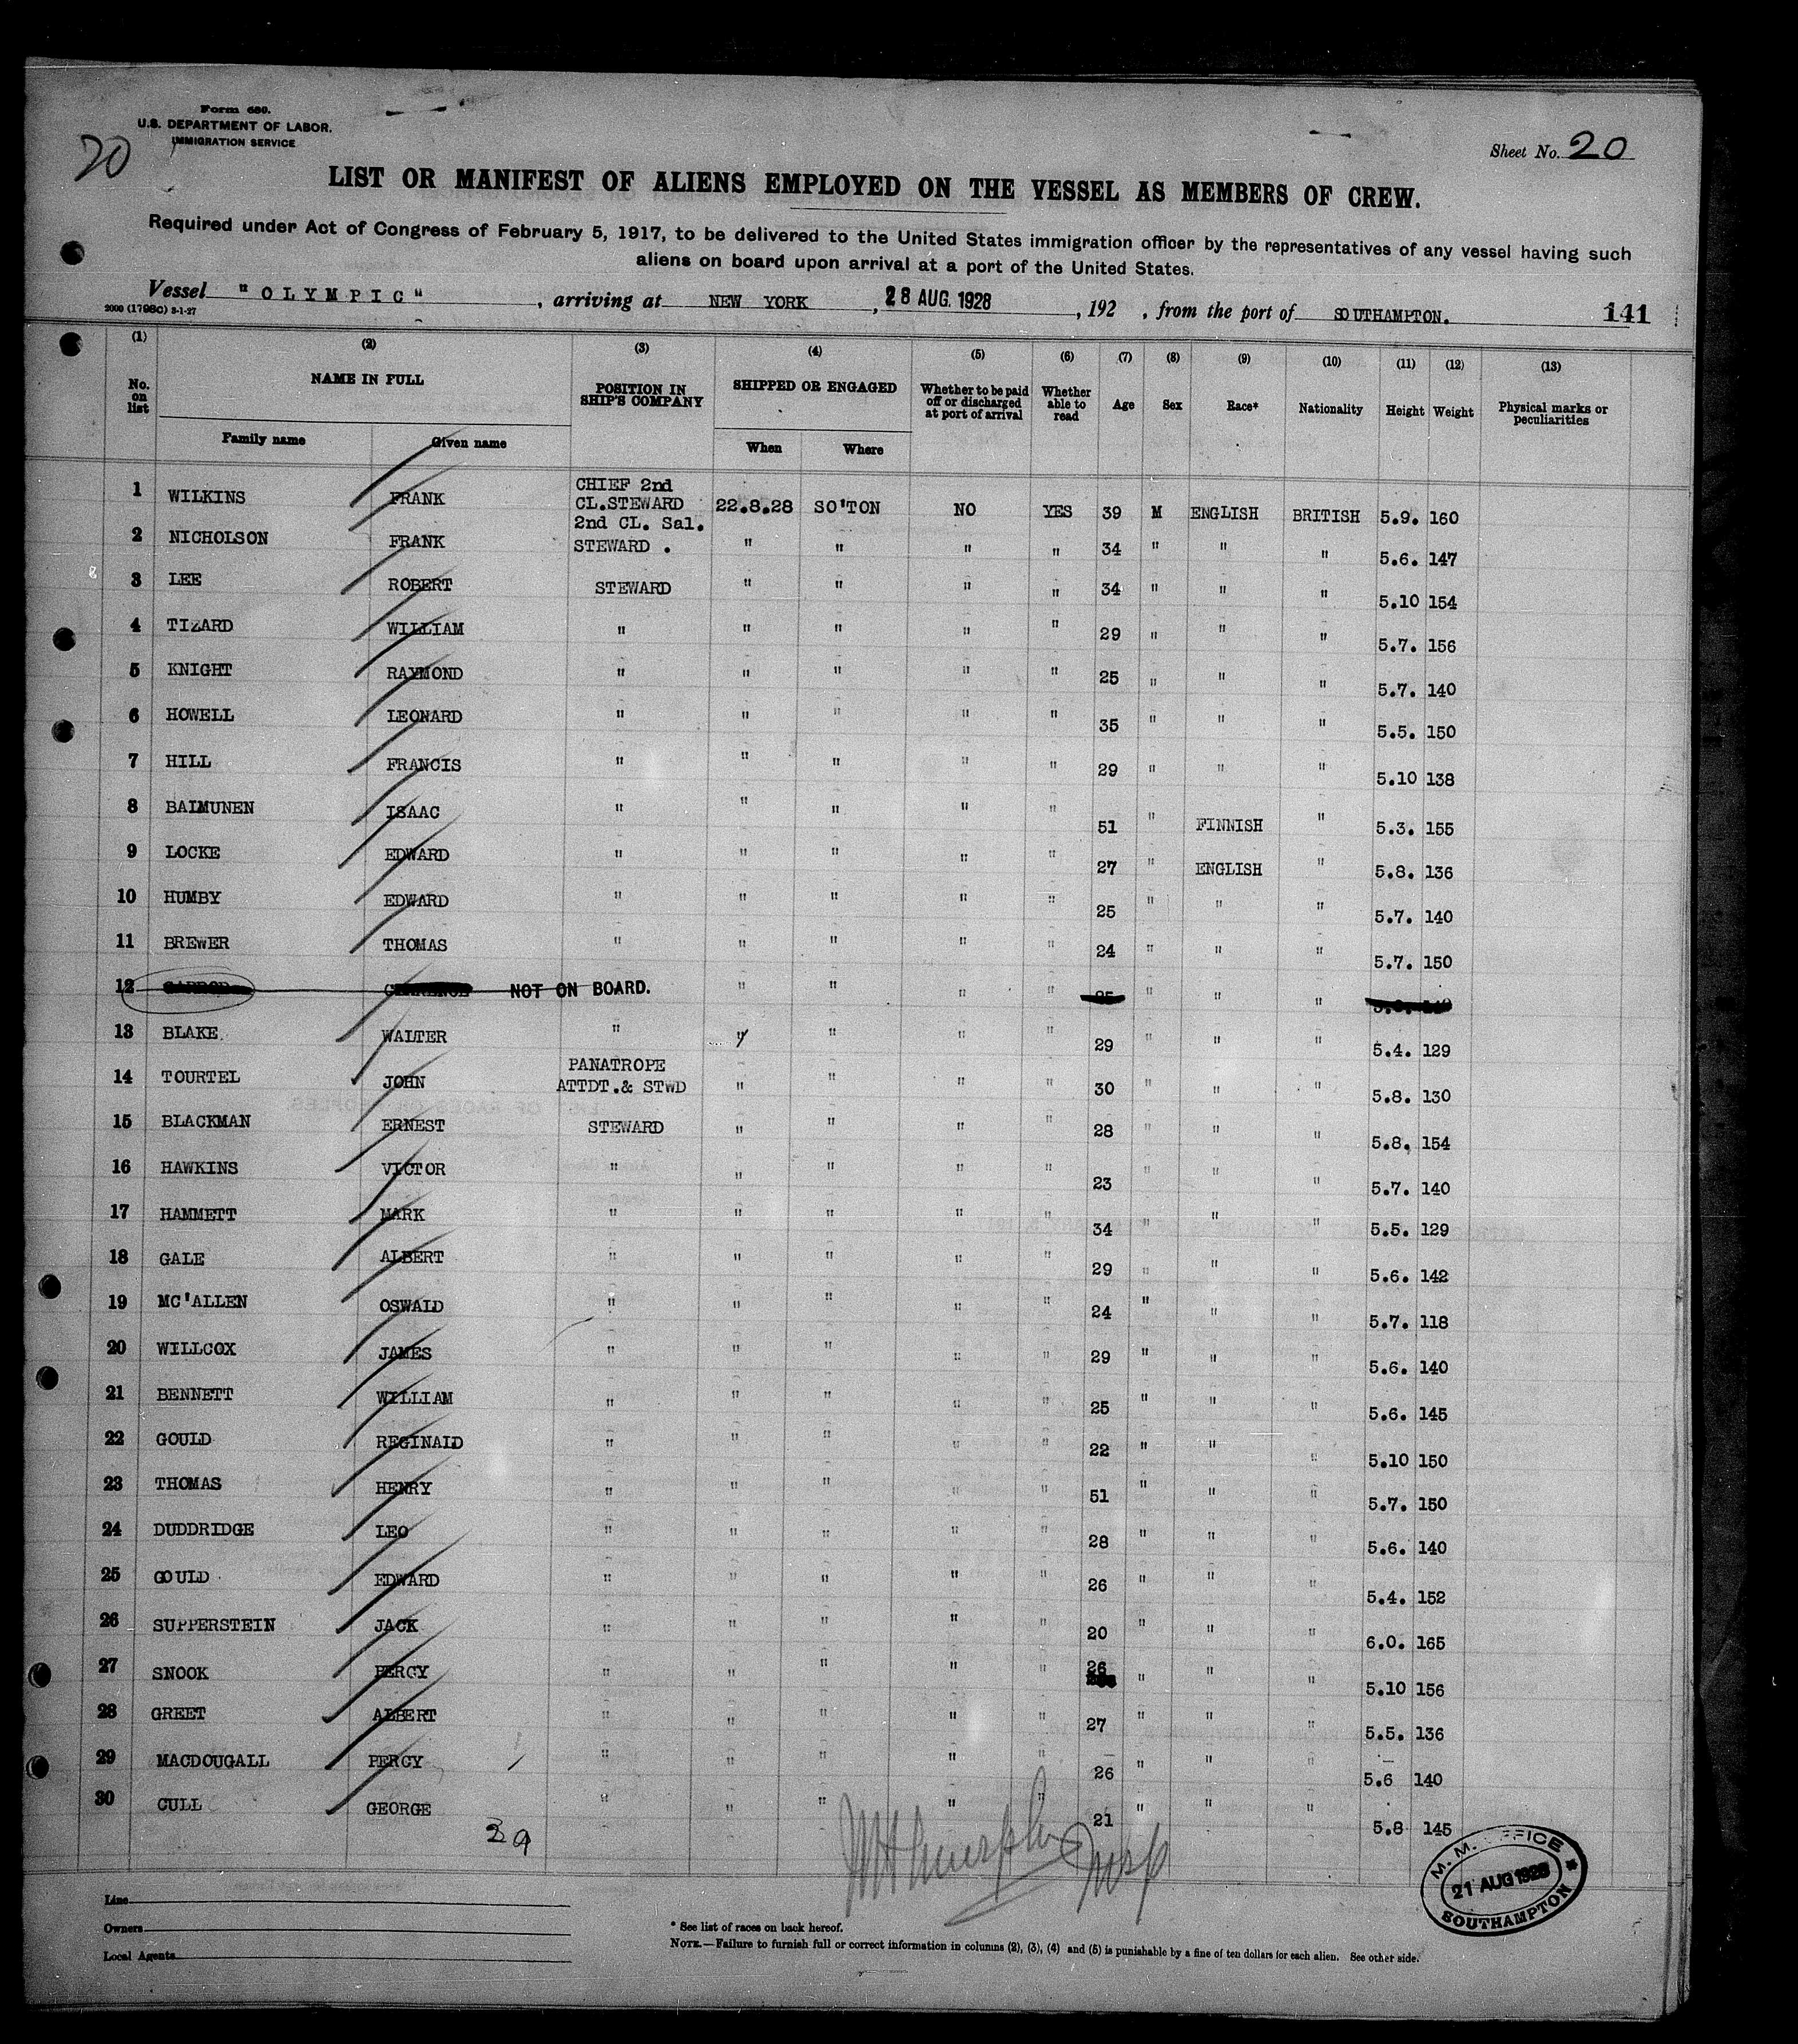 Form 680.
U.S. DEPARTMENT OF LABOR.
IMMIGRATION SERVICE
20
Sheet No. 20
LIST OR MANIFEST OF ALIENS EMPLOYED ON THE VESSEL AS MEMBERS OF CREW.
Required under Act of Congress of February 5, 1917, to be delivered to the United States immigration officer by the representatives of any vessel having such
aliens on board upon arrival at a port of the United States.
Vessel "OLYMPIC", arriving at NEW YORK, 28 AUG. 1928, 192 , from the port of SOUTHAMPTON. 141
2000 (1798c) 3-1-27
(1) (2) (3) (4) (5) (6) (7) (8) (9) (10) (11) (12) (13)
No. on list NAME IN FULL POSITION IN SHIP'S COMPANY SHIPPED OR ENGAGED Whether to be paid off or discharged at port of arrival Whether able to read Age Sex Race* Nationality Height Weight Physical marks or peculiarities
Family name Given name When Where
1 WILKINS FRANK CHIEF 2nd CL.STEWARD 22.8.28 SO'TON NO YES 39 M ENGLISH BRITISH 5.9. 160
2 NICHOLSON FRANK 2nd CL. Sal. STEWARD . " " " " 34 " " " 5.6. 147
3 LEE ROBERT STEWARD " " " " 34 " " " 5.10 154
4 TIZARD WILLIAM " " " " " 29 " " " 5.7. 156
5 KNIGHT RAYMOND " " " " " 25 " " " 5.7. 140
6 HOWELL LEONARD " " " " " 35 " " " 5.5. 150
7 HILL FRANCIS " " " " " 29 " " " 5.10 138
8 BAIMUNEN ISAAC " " " " " 51 " FINNISH " 5.3. 155
9 LOCKE EDWARD " " " " " 27 " ENGLISH " 5.8. 136
10 HUMBY EDWARD " " " " " 25 " " " 5.7. 140
11 BREWER THOMAS " " " " " 24 " " " 5.7. 150
12 NOT ON BOARD. " " " " " " "
13 BLAKE WALTER " " " " " 29 " " " 5.4. 129
14 TOURTEL JOHN PANATROPE ATTDT.& STWD " " " " 30 " " " 5.8. 130
15 BLACKMAN ERNEST STEWARD " " " " 28 " " " 5.8. 154
16 HAWKINS VICTOR " " " " " 23 " " " 5.7. 140
17 HAMMETT MARK " " " " " 34 " " " 5.5. 129
18 GALE ALBERT " " " " " 29 " " " 5.6. 142
19 MC'ALLEN OSWALD " " " " " 24 " " " 5.7. 118
20 WILLCOX JAMES " " " " " 29 " " " 5.6. 140
21 BENNETT WILLIAM " " " " " 25 " " " 5.6. 145
22 GOULD REGINALD " " " " " 22 " " " 5.10 150
23 THOMAS HENRY " " " " " 51 " " " 5.7. 150
24 DUDDRIDGE LEO " " " " " 28 " " " 5.6. 140
25 GOULD EDWARD " " " " " 26 " " " 5.4. 152
26 SUPPERSTEIN JACK " " " " " 20 " " " 6.0. 165
27 SNOOK PERCY " " " " " 26 " " " 5.10 156
28 GREET ALBERT " " " " " 27 " " " 5.5. 136
29 MACDOUGALL PERCY " " " " " 26 " " " 5.6 140
30 CULL GEORGE " " " " " 21 " " " 5.8 145
29
M. M. OFFICE
21 AUG 1928
SOUTHAMPTON
Line
Owners
Local Agents
* See list of races on back hereof.
NOTE.—Failure to furnish full or correct information in columns (2), (3), (4) and (5) is punishable by a fine of ten dollars for each alien. See other side.